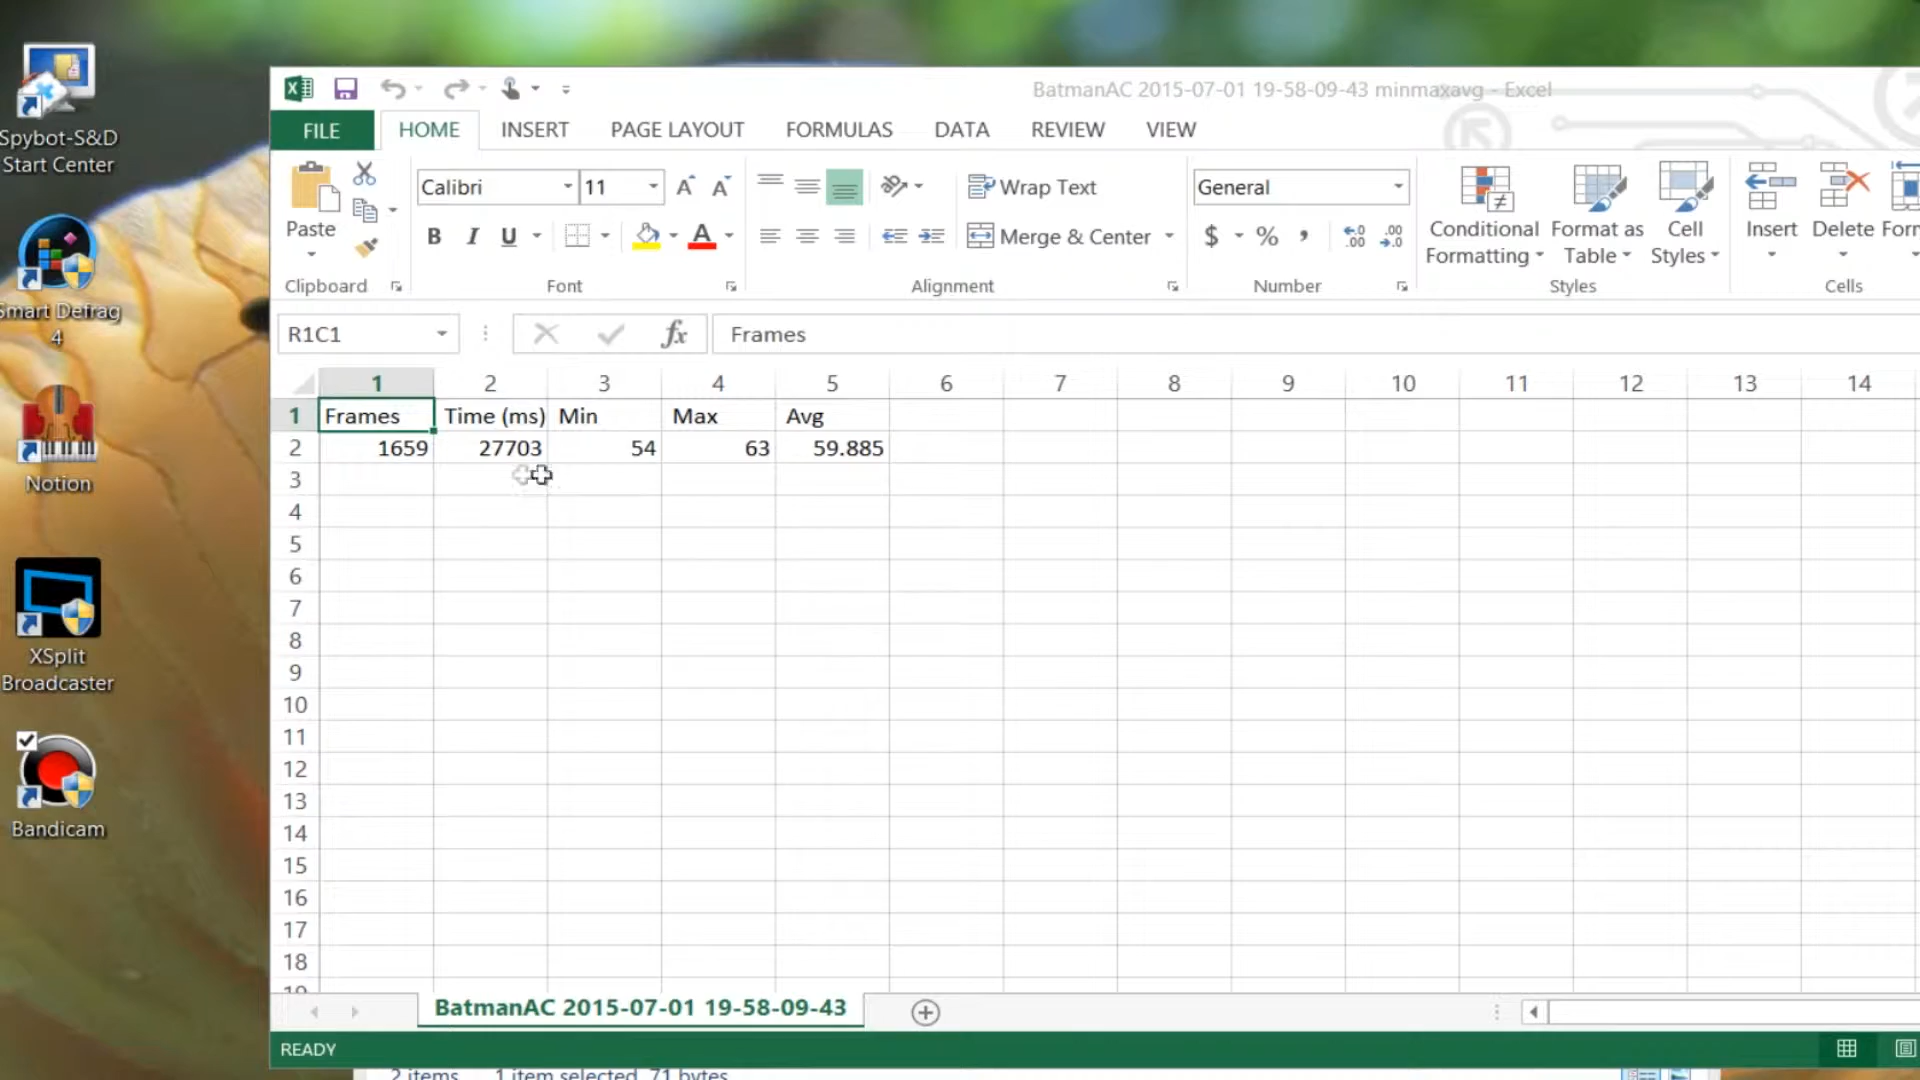 Spybot-S&D
Start Center
Smart Defrag
4
Notion
XSplit
Broadcaster
Bandicam
BatmanAC 2015-07-01 19-58-09-43 minmaxavg - Excel
FILE HOME INSERT PAGE LAYOUT FORMULAS DATA REVIEW VIEW
Paste
Clipboard
Calibri 11
B I U A
Font
Wrap Text
Merge & Center
Alignment
General
$ % ,
Number
Conditional
Formatting
Format as
Table
Cell
Styles
Styles
Insert Delete Form
Cells
R1C1 fx Frames
1 2 3 4 5 6 7 8 9 10 11 12 13 14
1 Frames Time (ms) Min Max Avg
2 1659 27703 54 63 59.885
3
4
5
6
7
8
9
10
11
12
13
14
15
16
17
18
19
BatmanAC 2015-07-01 19-58-09-43
READY
2 items 1 item selected 71 bytes